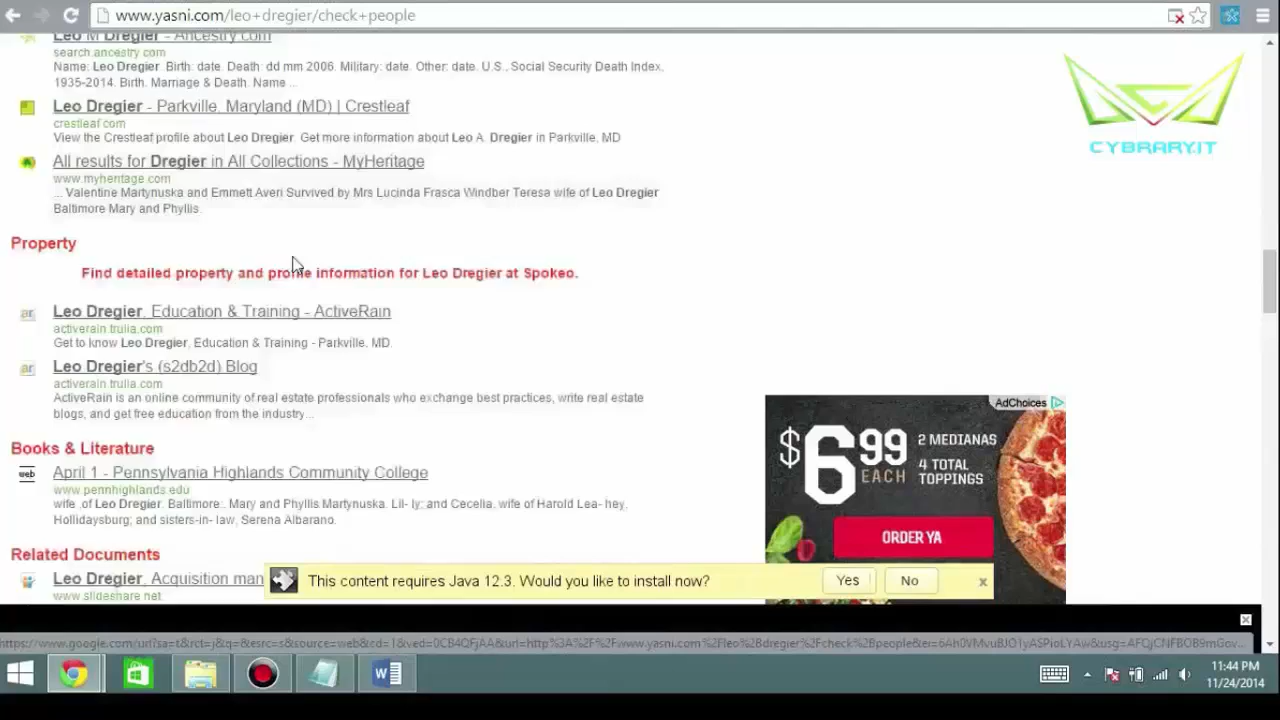 www.yasni.com/leo+dregier/check+people
Leo M Dregier - Ancestry.com
search.ancestry.com
Name: Leo Dregier. Birth: date. Death: dd mm 2006. Military: date. Other: date. U.S., Social Security Death Index,
1935-2014. Birth. Marriage & Death. Name ...
CYBRARY.IT
Leo Dregier - Parkville, Maryland (MD) | Crestleaf
crestleaf.com
View the Crestleaf profile about Leo Dregier. Get more information about Leo A. Dregier in Parkville, MD
All results for Dregier in All Collections - MyHeritage
www.myheritage.com
... Valentine Martynuska and Emmett Averi Survived by Mrs Lucinda Frasca Windber Teresa wife of Leo Dregier
Baltimore Mary and Phyllis.
Property
Find detailed property and profile information for Leo Dregier at Spokeo.
ar
Leo Dregier, Education & Training - ActiveRain
activerain.trulia.com
Get to know Leo Dregier, Education & Training - Parkville, MD.
ar
Leo Dregier's (s2db2d) Blog
activerain.trulia.com
ActiveRain is an online community of real estate professionals who exchange best practices, write real estate
blogs, and get free education from the industry...
AdChoices
$6.99 EACH
2 MEDIANAS
4 TOTAL
TOPPINGS
ORDER YA
Books & Literature
web
April 1 - Pennsylvania Highlands Community College
www.pennhighlands.edu
wife ,of Leo Dregier. Baltimore:. Mary and Phyllis Martynuska. Lil- ly; and Cecelia. wife of Harold Lea- hey,
Hollidaysburg; and sisters-in- law, Serena Albarano.
Related Documents
Leo Dregier, Acquisition man
www.slideshare.net
This content requires Java 12.3. Would you like to install now?
Yes
No
x
11:44 PM
11/24/2014